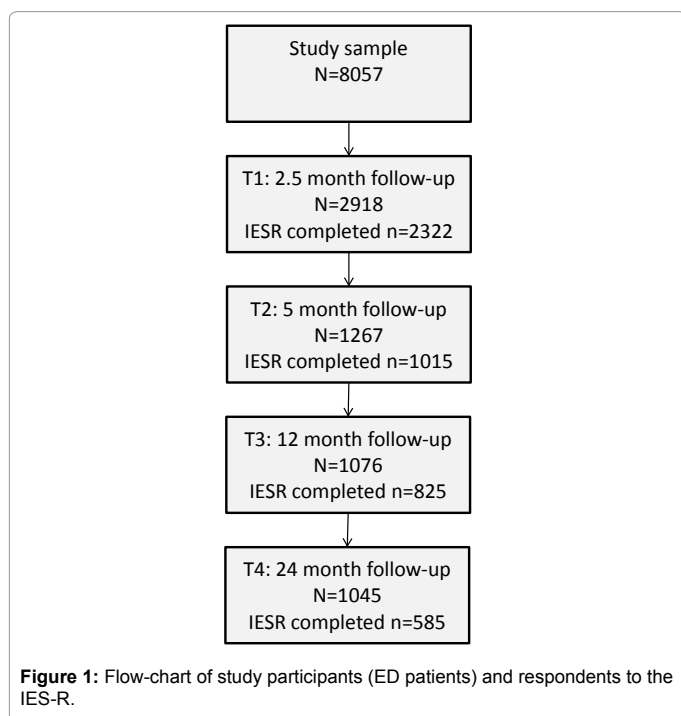 Study sample
N=8057
T1: 2.5 month follow-up
N=2918
IESR completed n=2322
T2: 5 month follow-up
N=1267
IESR completed n=1015
T3: 12 month follow-up
N=1076
IESR completed n=825
T4: 24 month follow-up
N=1045
IESR completed n=585
Figure 1: Flow-chart of study participants (ED patients) and respondents to the
IES-R.